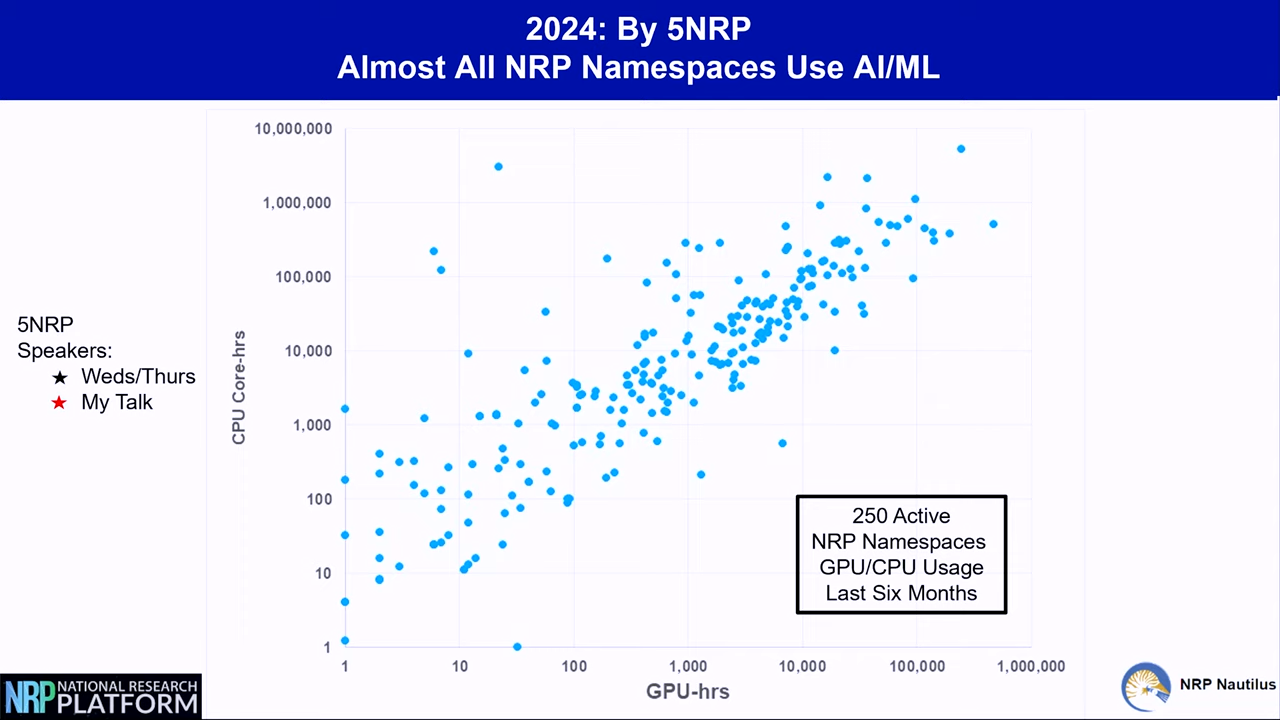 2024: By 5NRP
Almost All NRP Namespaces Use AI/ML
10,000,000
1,000,000
100,000
10,000
1,000
100
10
1
CPU Core-hrs
1
10
100
1,000
10,000
100,000
1,000,000
GPU-hrs
5NRP
Speakers:
★ Weds/Thurs
★ My Talk
250 Active
NRP Namespaces
GPU/CPU Usage
Last Six Months
NRP NATIONAL RESEARCH
PLATFORM
NRP Nautilus